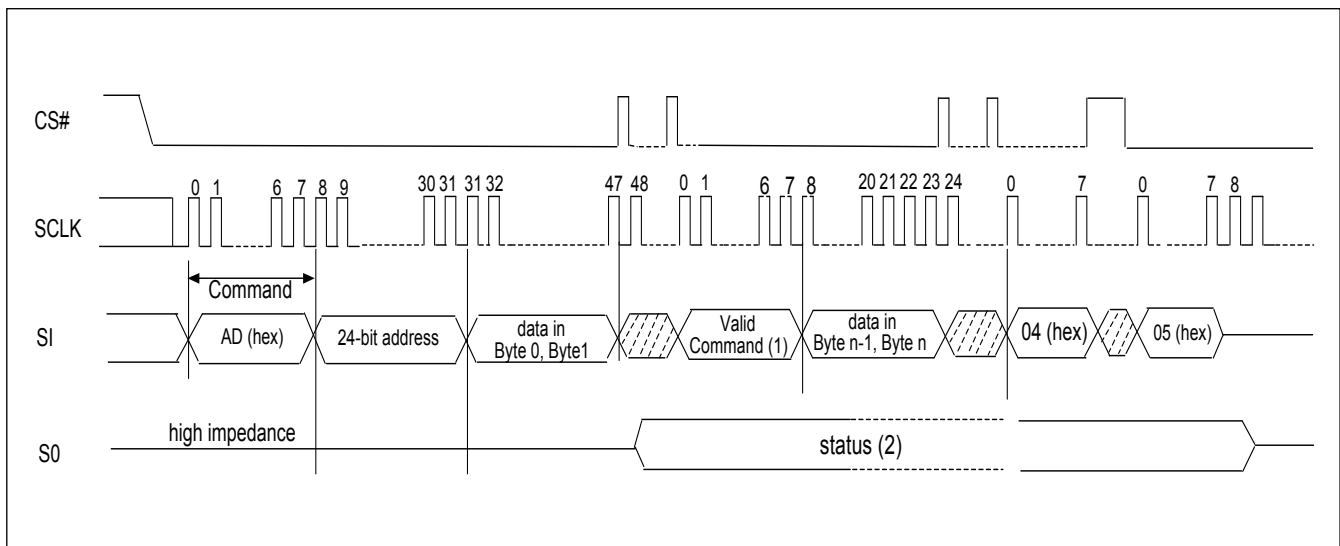 CS#
0 1 6 7 8 9 30 31 31 32 47 48 0 1 6 7 8 20 21 22 23 24 0 7 0 7 8
SCLK
Command
SI
AD (hex)
24-bit address
data in
Byte 0, Byte1
Valid
Command (1)
data in
Byte n-1, Byte n
04 (hex)
05 (hex)
high impedance
S0
status (2)